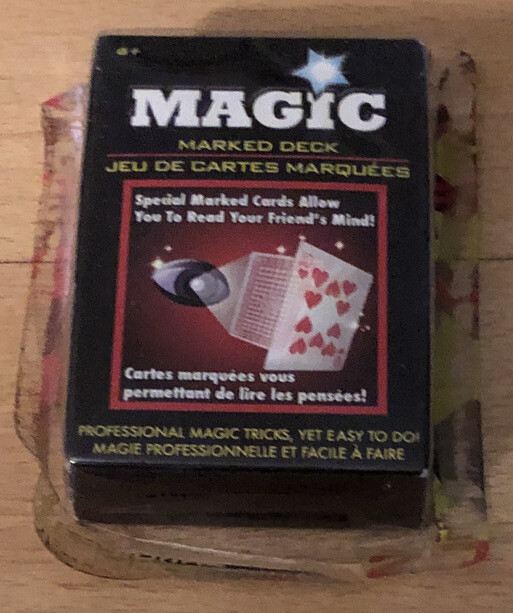 MAGIC
MARKED DECK
JEU DE CARTES MARQUÉES
Special Marked Cards Allow
You To Read Your Friend's Mind!
Cartes marquées vous
permettant de lire les pensées!
PROFESSIONAL MAGIC TRICKS, YET EASY TO DO!
MAGIE PROFESSIONNELLE ET FACILE À FAIRE